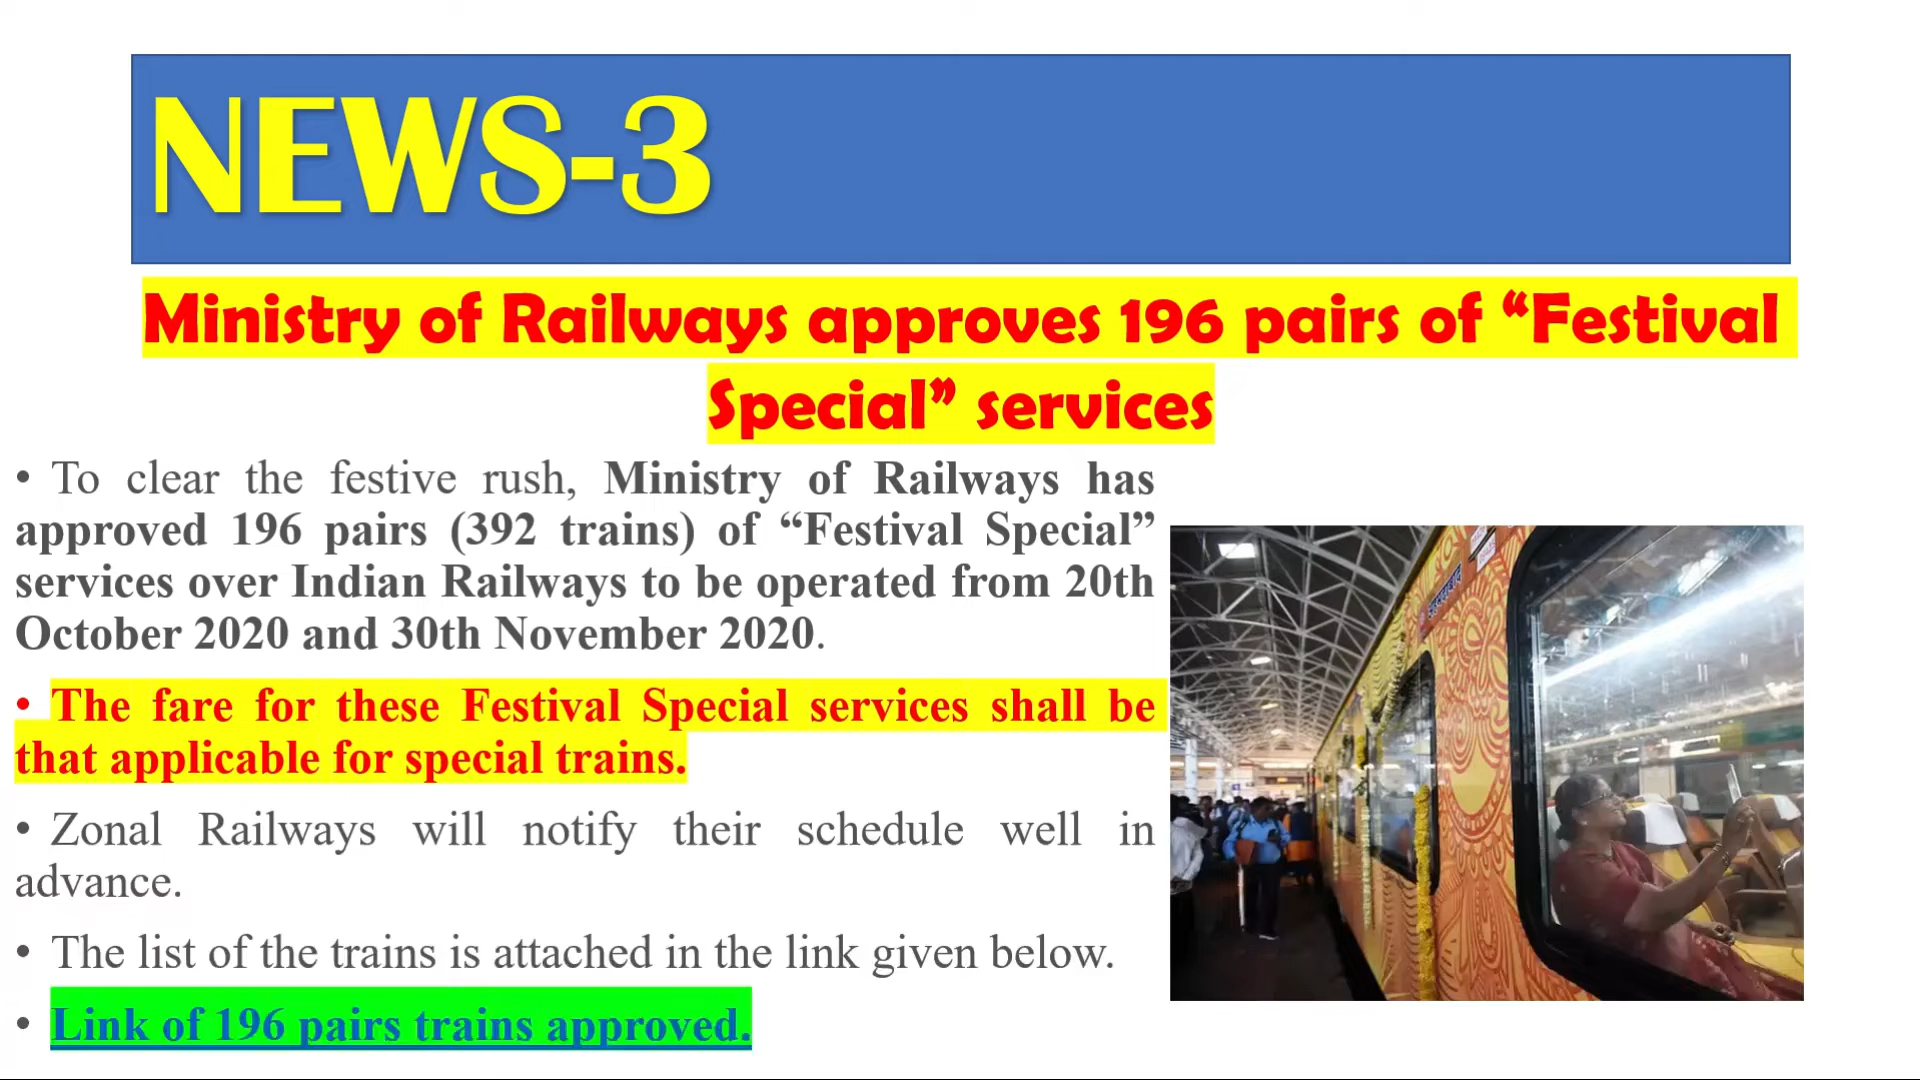 NEWS-3
Ministry of Railways approves 196 pairs of “Festival
Special” services
• To clear the festive rush, Ministry of Railways has
approved 196 pairs (392 trains) of “Festival Special”
services over Indian Railways to be operated from 20th
October 2020 and 30th November 2020.
• The fare for these Festival Special services shall be
that applicable for special trains.
• Zonal Railways will notify their schedule well in
advance.
• The list of the trains is attached in the link given below.
• Link of 196 pairs trains approved.